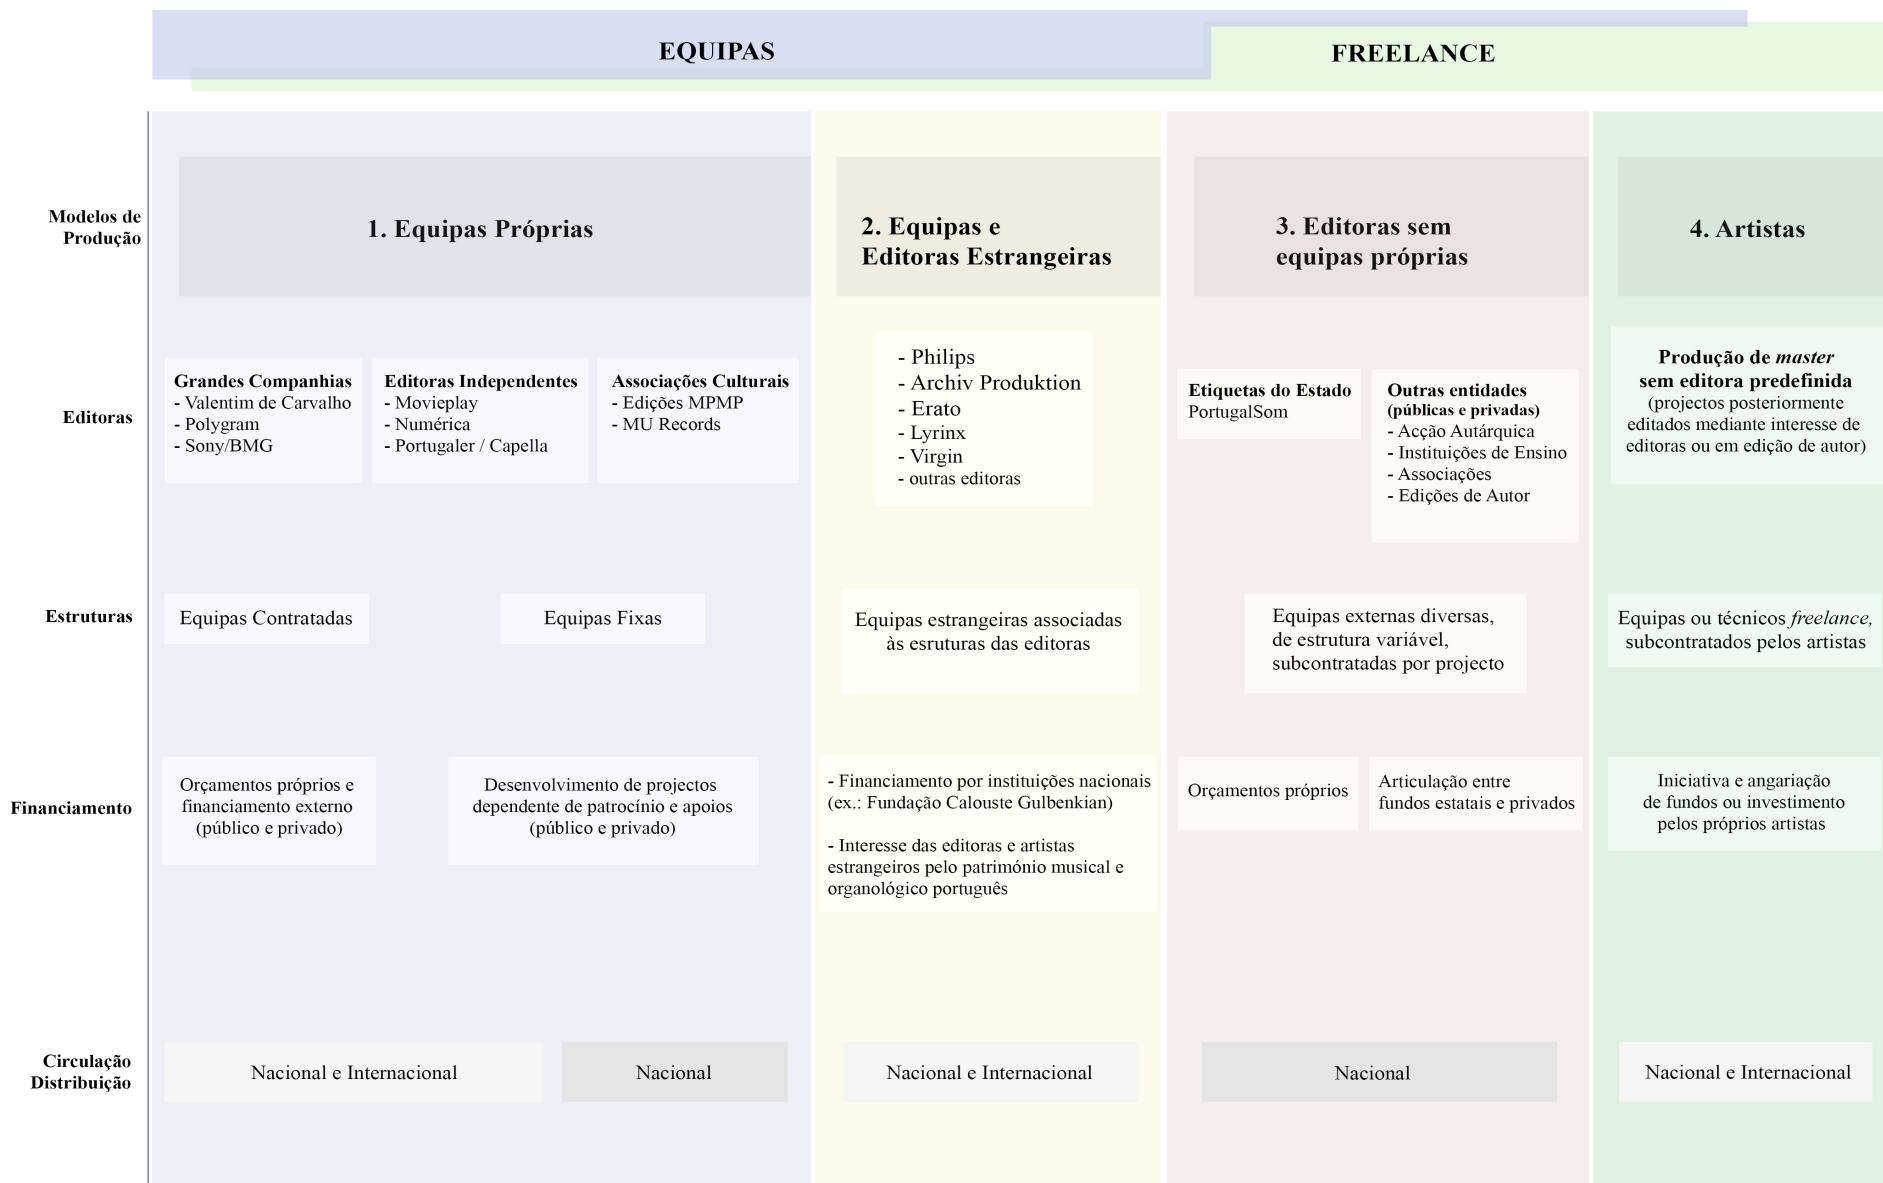 EQUIPAS
FREELANCE
Modelos de
Produção
1. Equipas Próprias
2. Equipas e
Editoras Estrangeiras
3. Editoras sem
equipas próprias
4. Artistas
Editoras
Grandes Companhias
- Valentim de Carvalho
- Polygram
- Sony/BMG
Editoras Independentes
- Movieplay
- Numérica
- Portugaler / Capella
Associações Culturais
- Edições MPMP
- MU Records
- Philips
- Archiv Produktion
- Erato
- Lyrinx
- Virgin
- outras editoras
Etiquetas do Estado
PortugalSom
Outras entidades
(públicas e privadas)
- Acção Autárquica
- Instituições de Ensino
- Associações
- Edições de Autor
Produção de master
sem editora predefinida
(projectos posteriormente
editados mediante interesse de
editoras ou em edição de autor)
Estruturas
Equipas Contratadas
Equipas Fixas
Equipas estrangeiras associadas
às esruturas das editoras
Equipas externas diversas,
de estrutura variável,
subcontratadas por projecto
Equipas ou técnicos freelance,
subcontratados pelos artistas
Financiamento
Orçamentos próprios e
financiamento externo
(público e privado)
Desenvolvimento de projectos
dependente de patrocínio e apoios
(público e privado)
- Financiamento por instituições nacionais
(ex.: Fundação Calouste Gulbenkian)
- Interesse das editoras e artistas
estrangeiros pelo património musical e
organológico português
Orçamentos próprios
Articulação entre
fundos estatais e privados
Iniciativa e angariação
de fundos ou investimento
pelos próprios artistas
Circulação
Distribuição
Nacional e Internacional
Nacional
Nacional e Internacional
Nacional
Nacional e Internacional